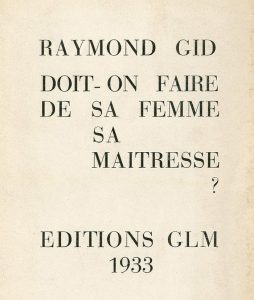 RAYMOND GID
DOIT-ON FAIRE
DE SA FEMME
SA
MAITRESSE
?
EDITIONS GLM
1933